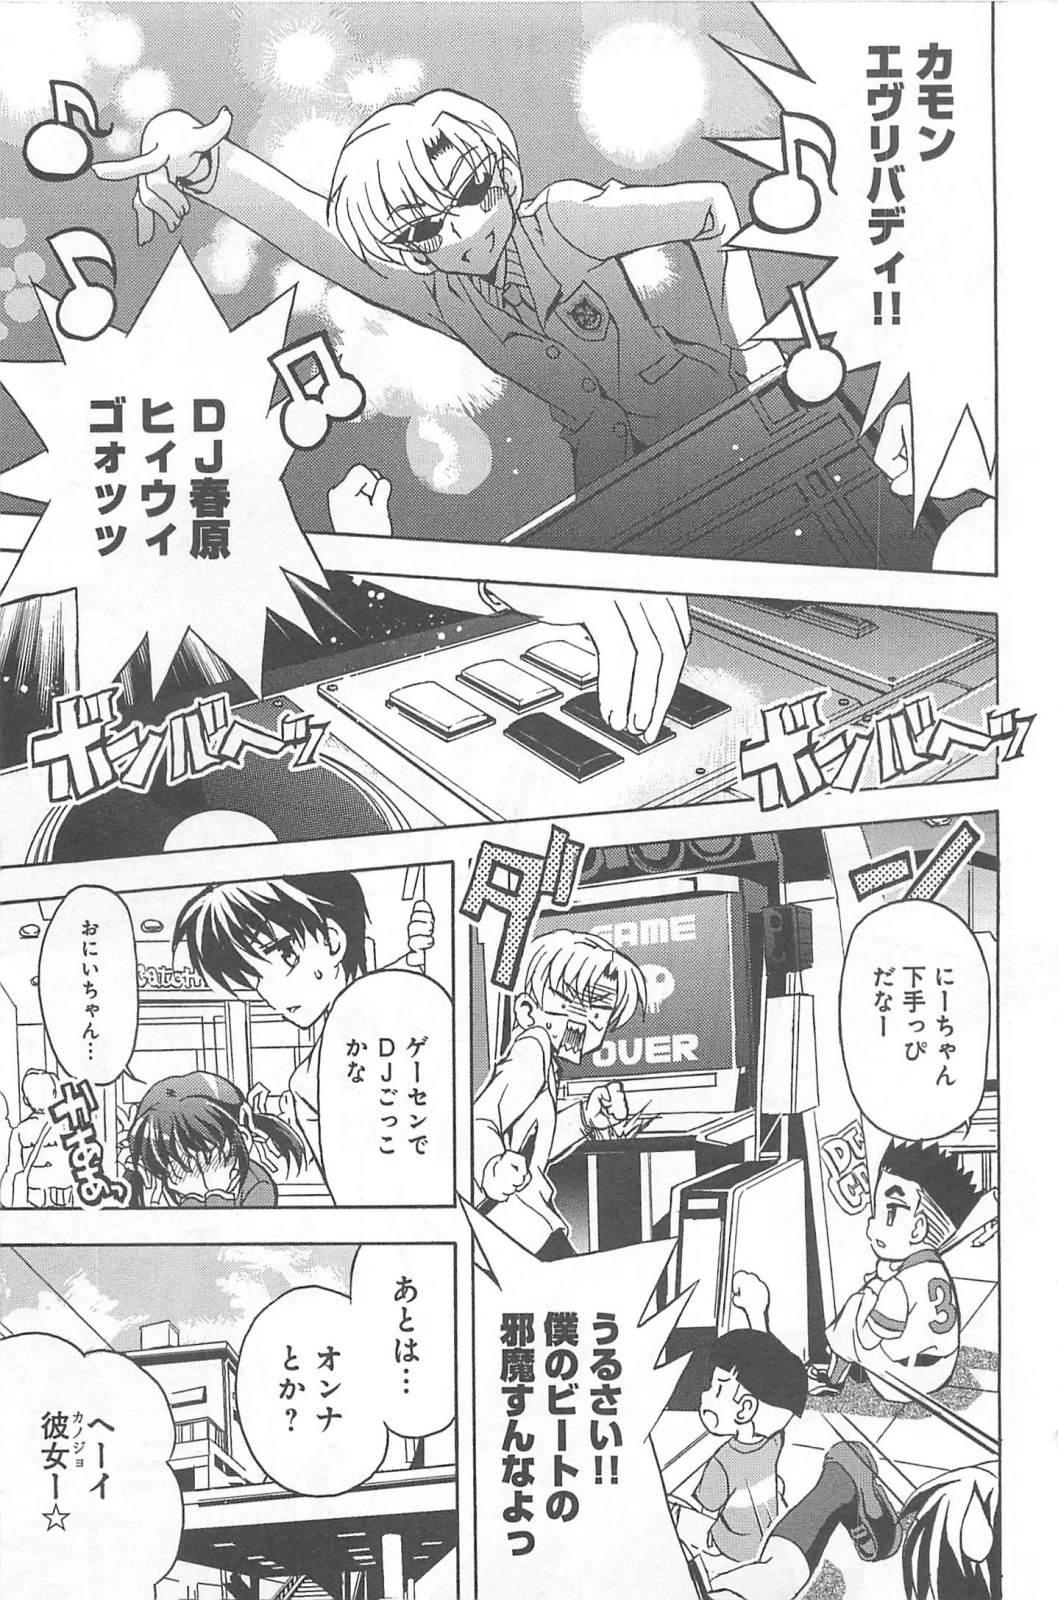 カモン
エヴリバディ!!
DJ春原
ヒィウィ
ゴォッツ
ボンバヘッ
ボンバヘッ
ダン
にーちゃん
下手っぴ
だなー
GAME
OVER
うるさい!!
僕のビートの
邪魔すんなよっ
3
ゲーセンで
DJごっこ
かな
おにいちゃん…
あとは…
オンナ
とか?
へーイ
彼女ー☆
カノジョ